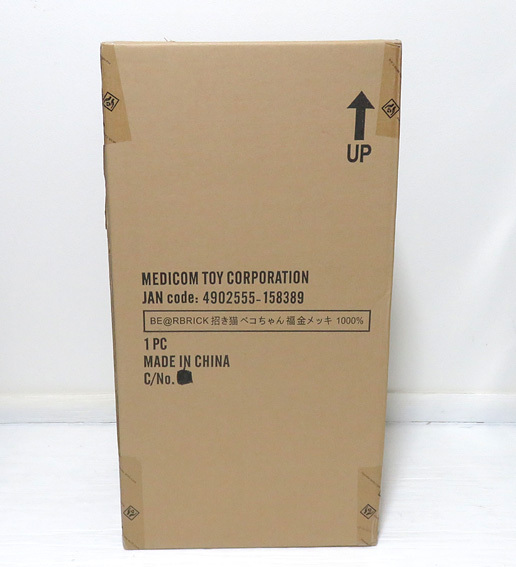 UP
MEDICOM TOY CORPORATION
JAN code: 4902555-158389
BE@RBRICK 招き猫 ペコちゃん 福 金メッキ 1000%
1 PC
MADE IN CHINA
C/No.